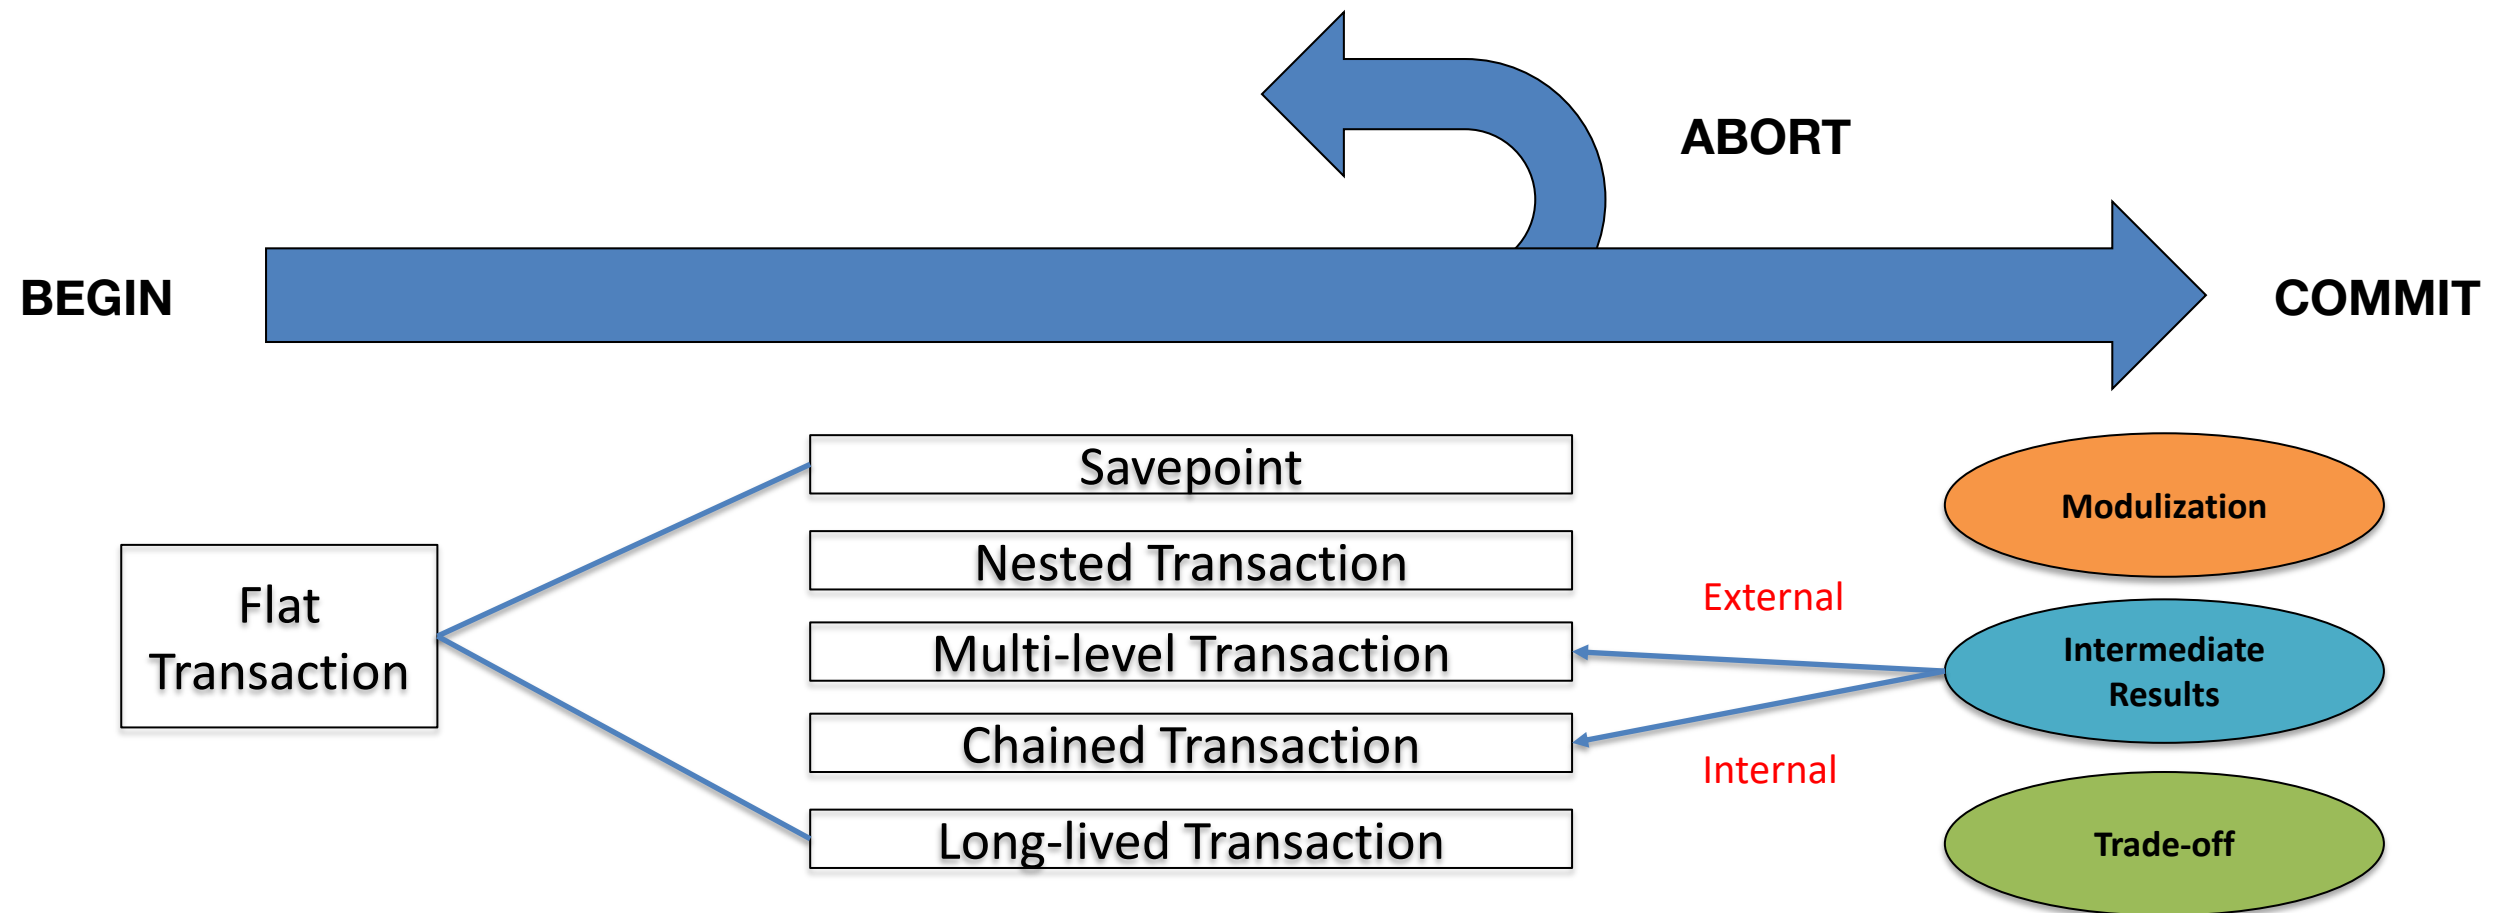 ABORT
BEGIN
COMMIT
Savepoint
Nested Transaction
Multi-level Transaction
Chained Transaction
Long-lived Transaction
Flat
Transaction
External
Internal
Modulization
Intermediate
Results
Trade-off